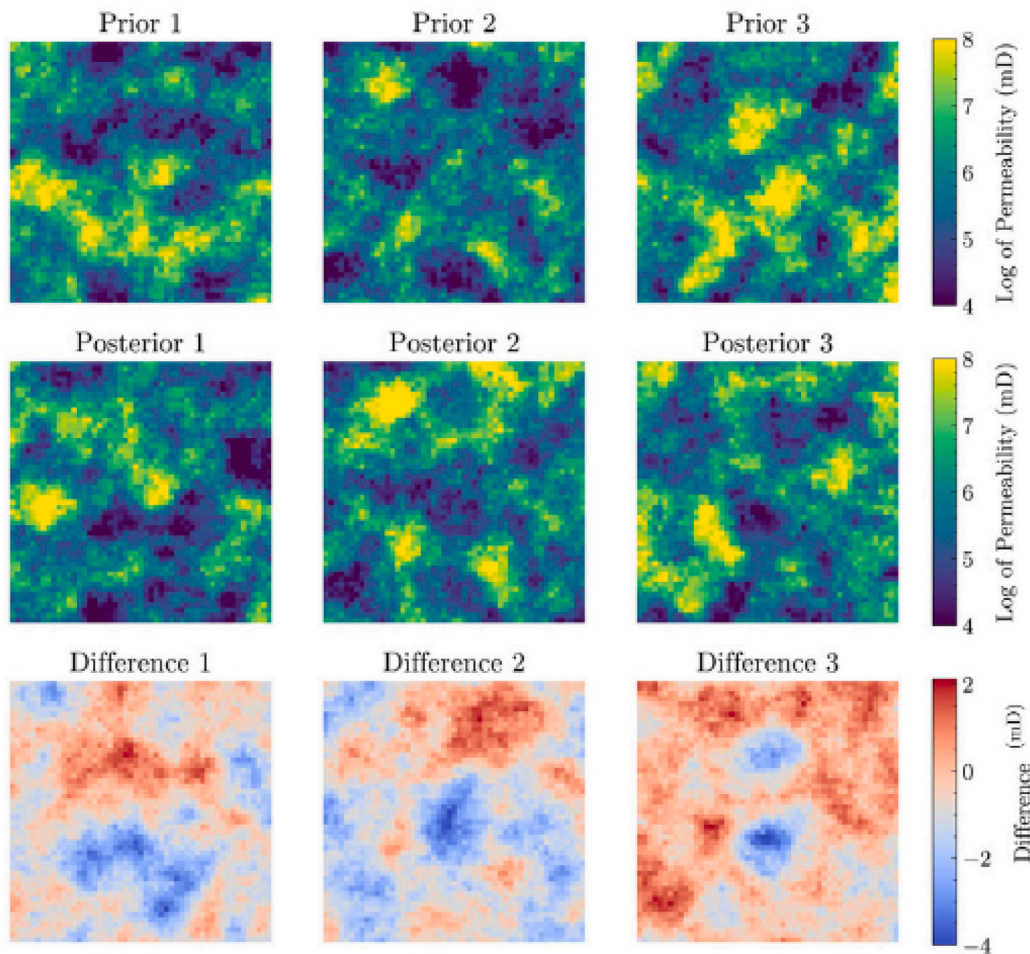 Prior 1 Prior 2 Prior 3
8
7
6
5
4
Log of Permeability (mD)
Posterior 1 Posterior 2 Posterior 3
8
7
6
5
4
Log of Permeability (mD)
Difference 1 Difference 2 Difference 3
2
0
−2
−4
Difference (mD)